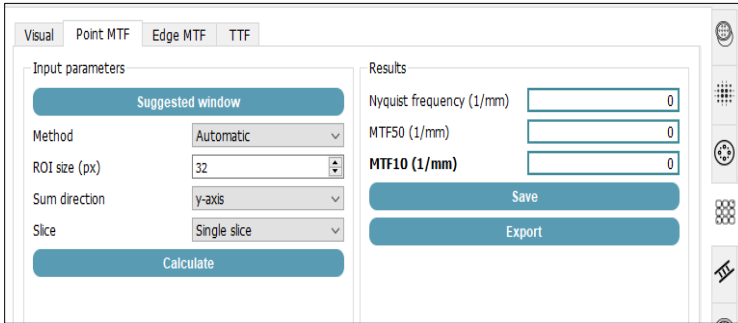 Visual Point MTF Edge MTF TTF
Input parameters
Suggested window
Method Automatic
ROI size (px) 32
Sum direction y-axis
Slice Single slice
Calculate
Results
Nyquist frequency (1/mm) 0
MTF50 (1/mm) 0
MTF10 (1/mm) 0
Save
Export